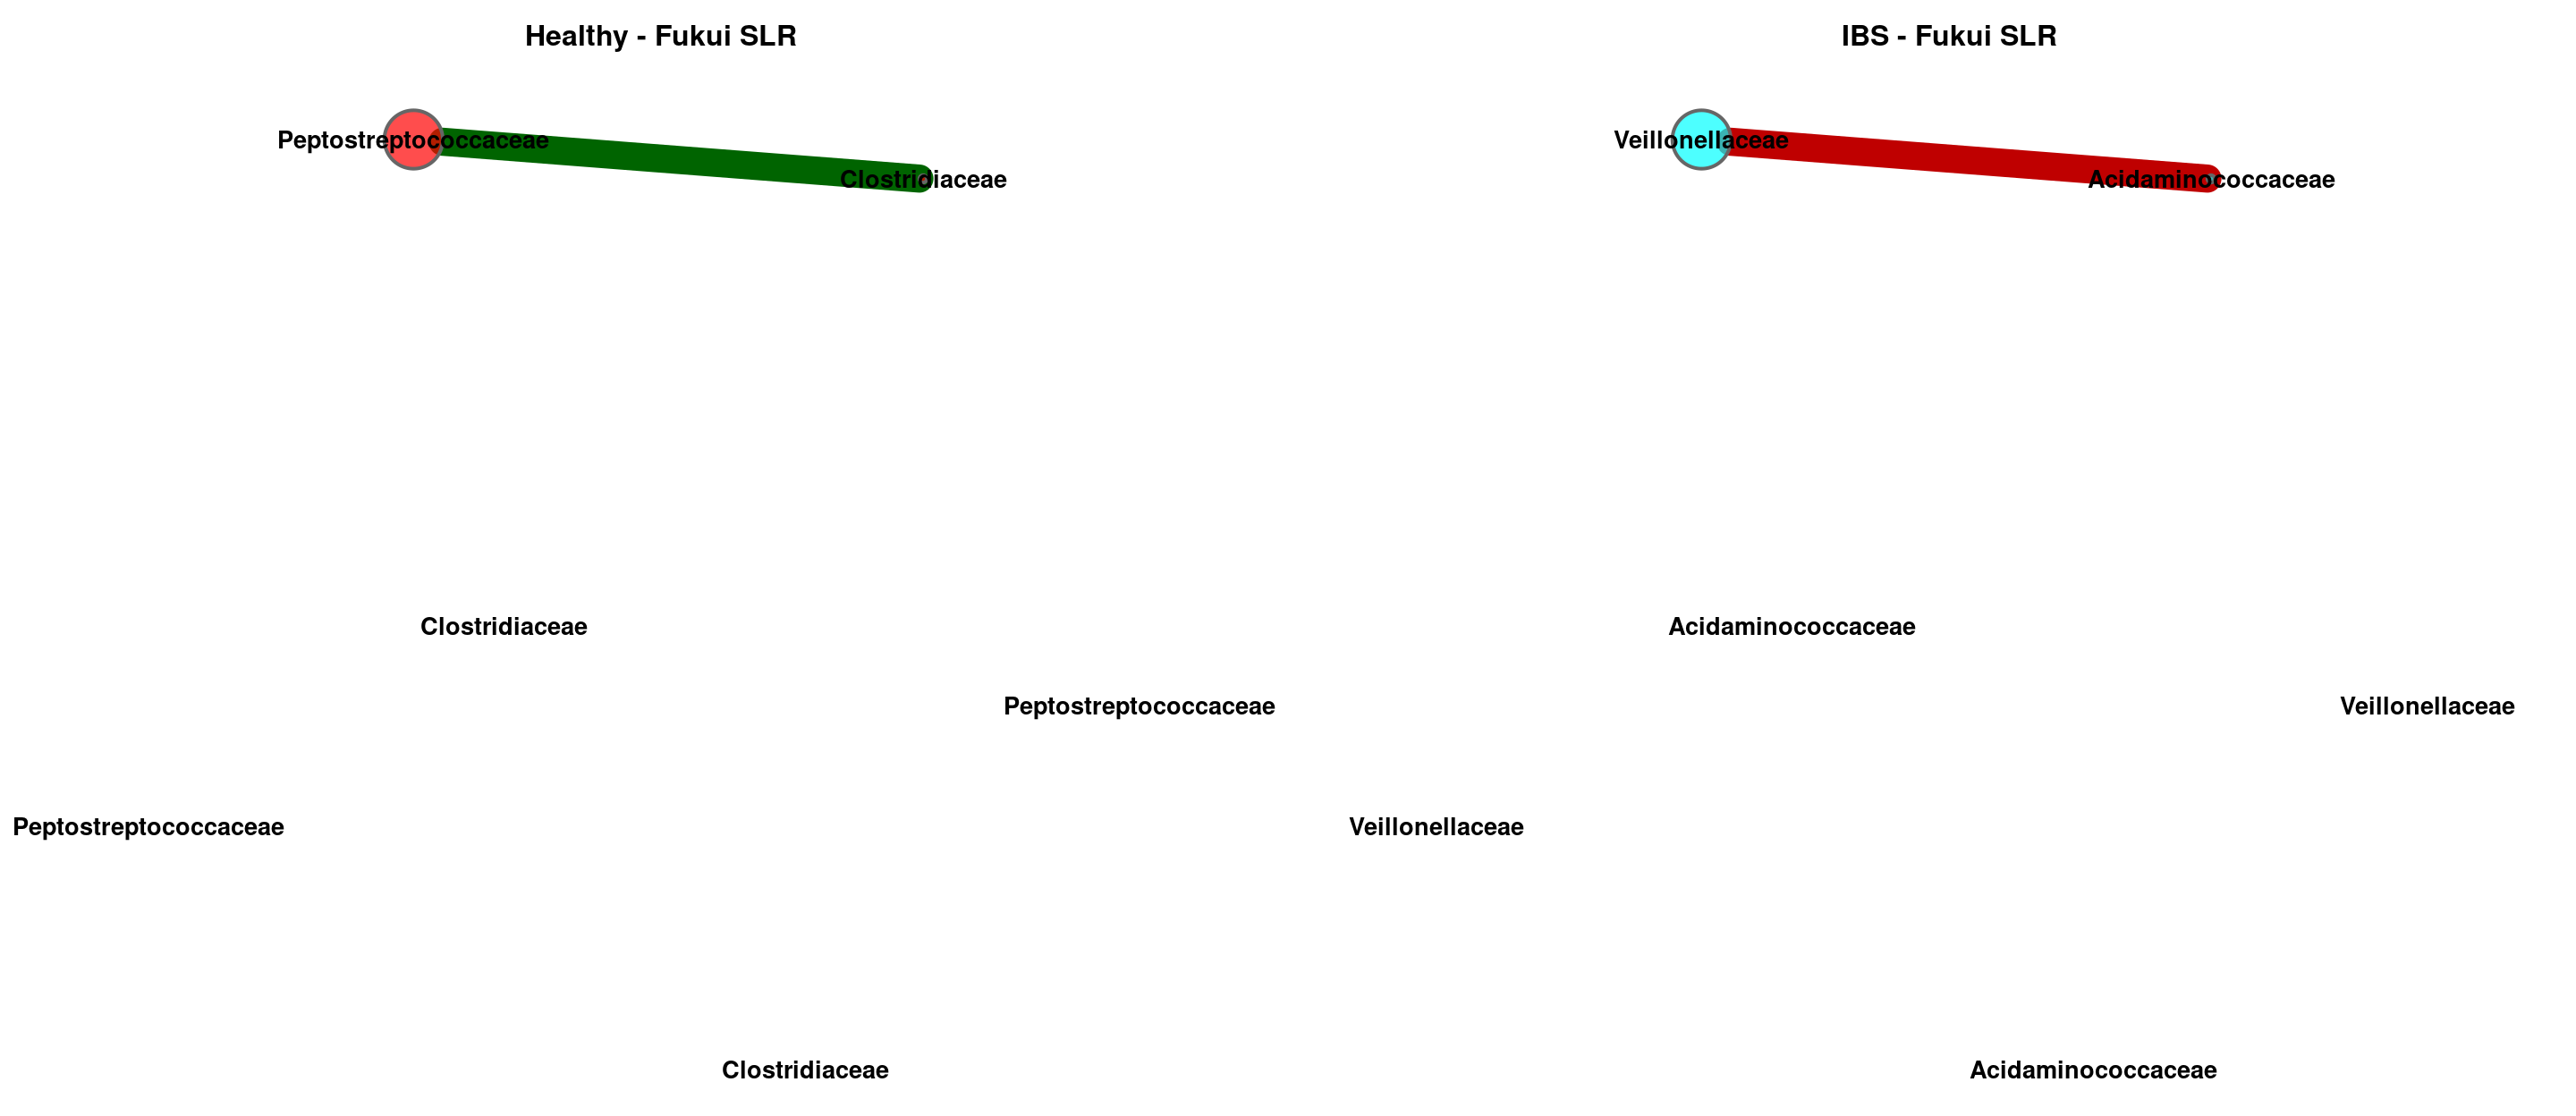 Healthy - Fukui SLR
IBS - Fukui SLR
Peptostreptococcaceae
Clostridiaceae
Veillonellaceae
Acidaminococcaceae
Clostridiaceae
Acidaminococcaceae
Peptostreptococcaceae
Veillonellaceae
Peptostreptococcaceae
Veillonellaceae
Clostridiaceae
Acidaminococcaceae